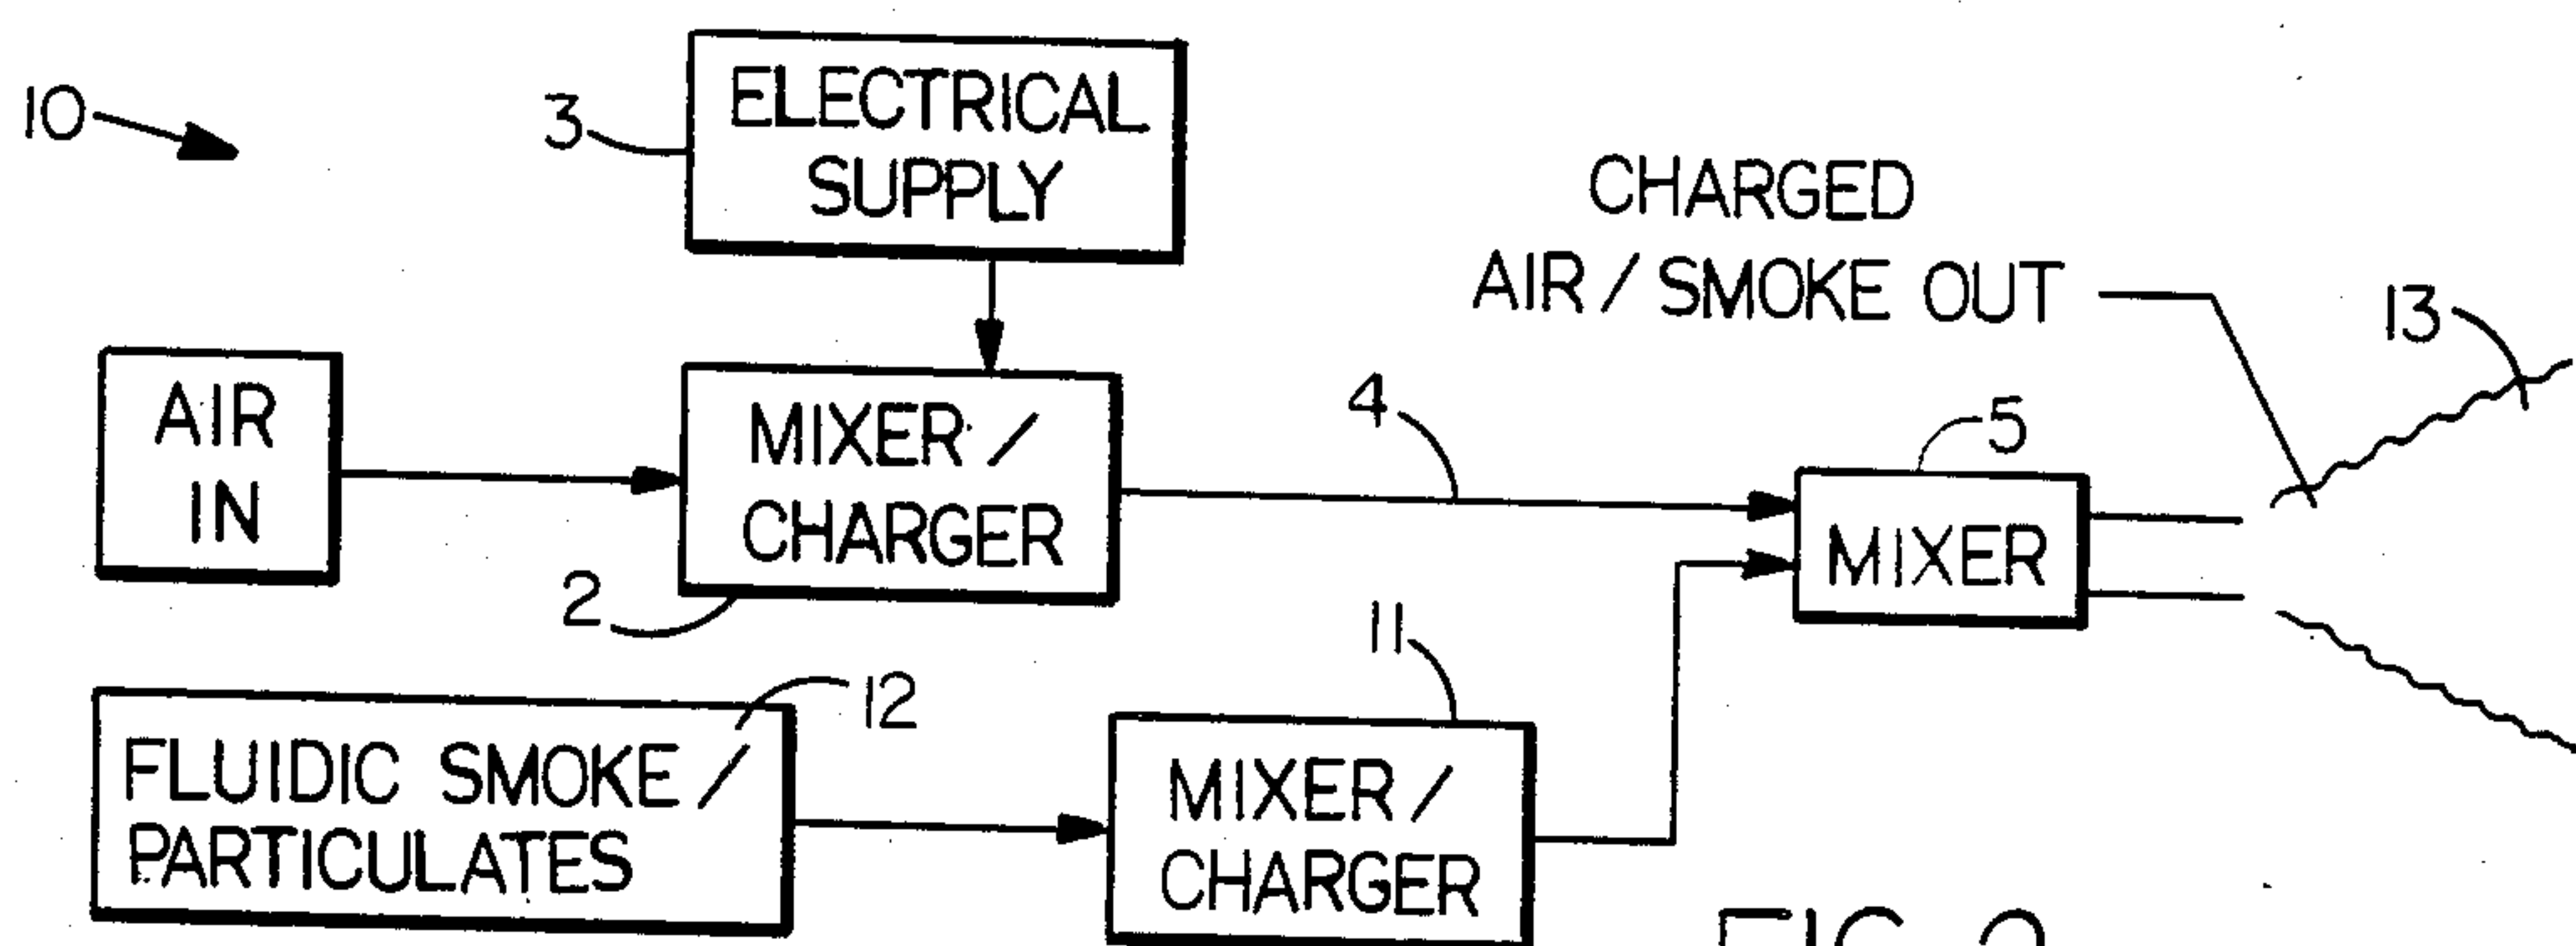 10
3
ELECTRICAL
SUPPLY
CHARGED
AIR / SMOKE OUT
13
AIR
IN
MIXER /
CHARGER
2
4
5
MIXER
12
FLUIDIC SMOKE /
PARTICULATES
11
MIXER /
CHARGER